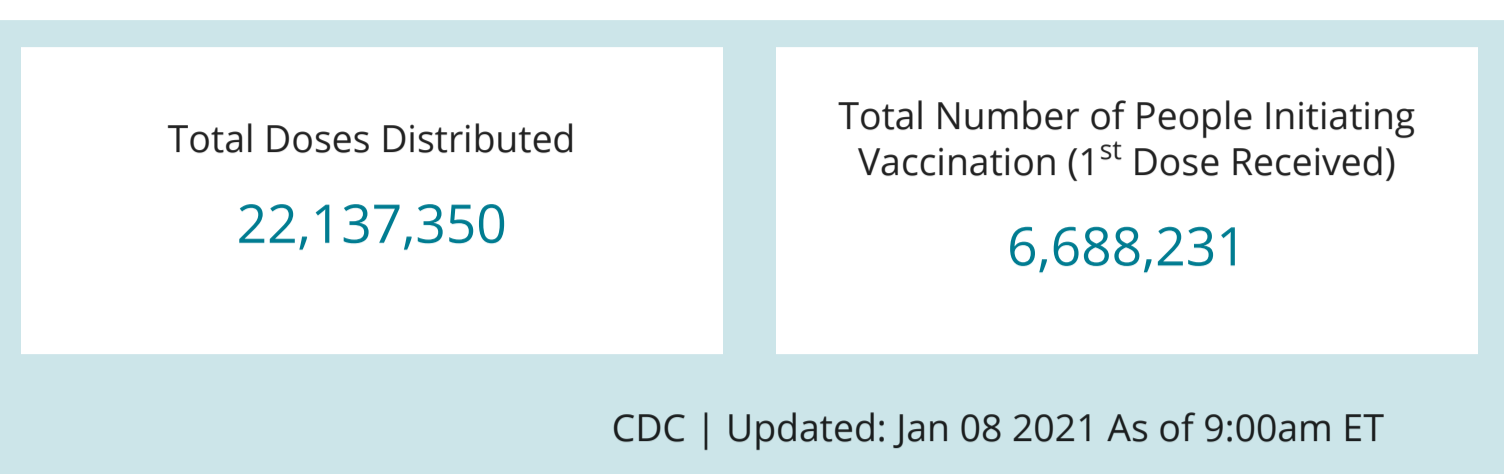 Total Doses Distributed
22,137,350
Total Number of People Initiating
Vaccination (1st Dose Received)
6,688,231
CDC | Updated: Jan 08 2021 As of 9:00am ET